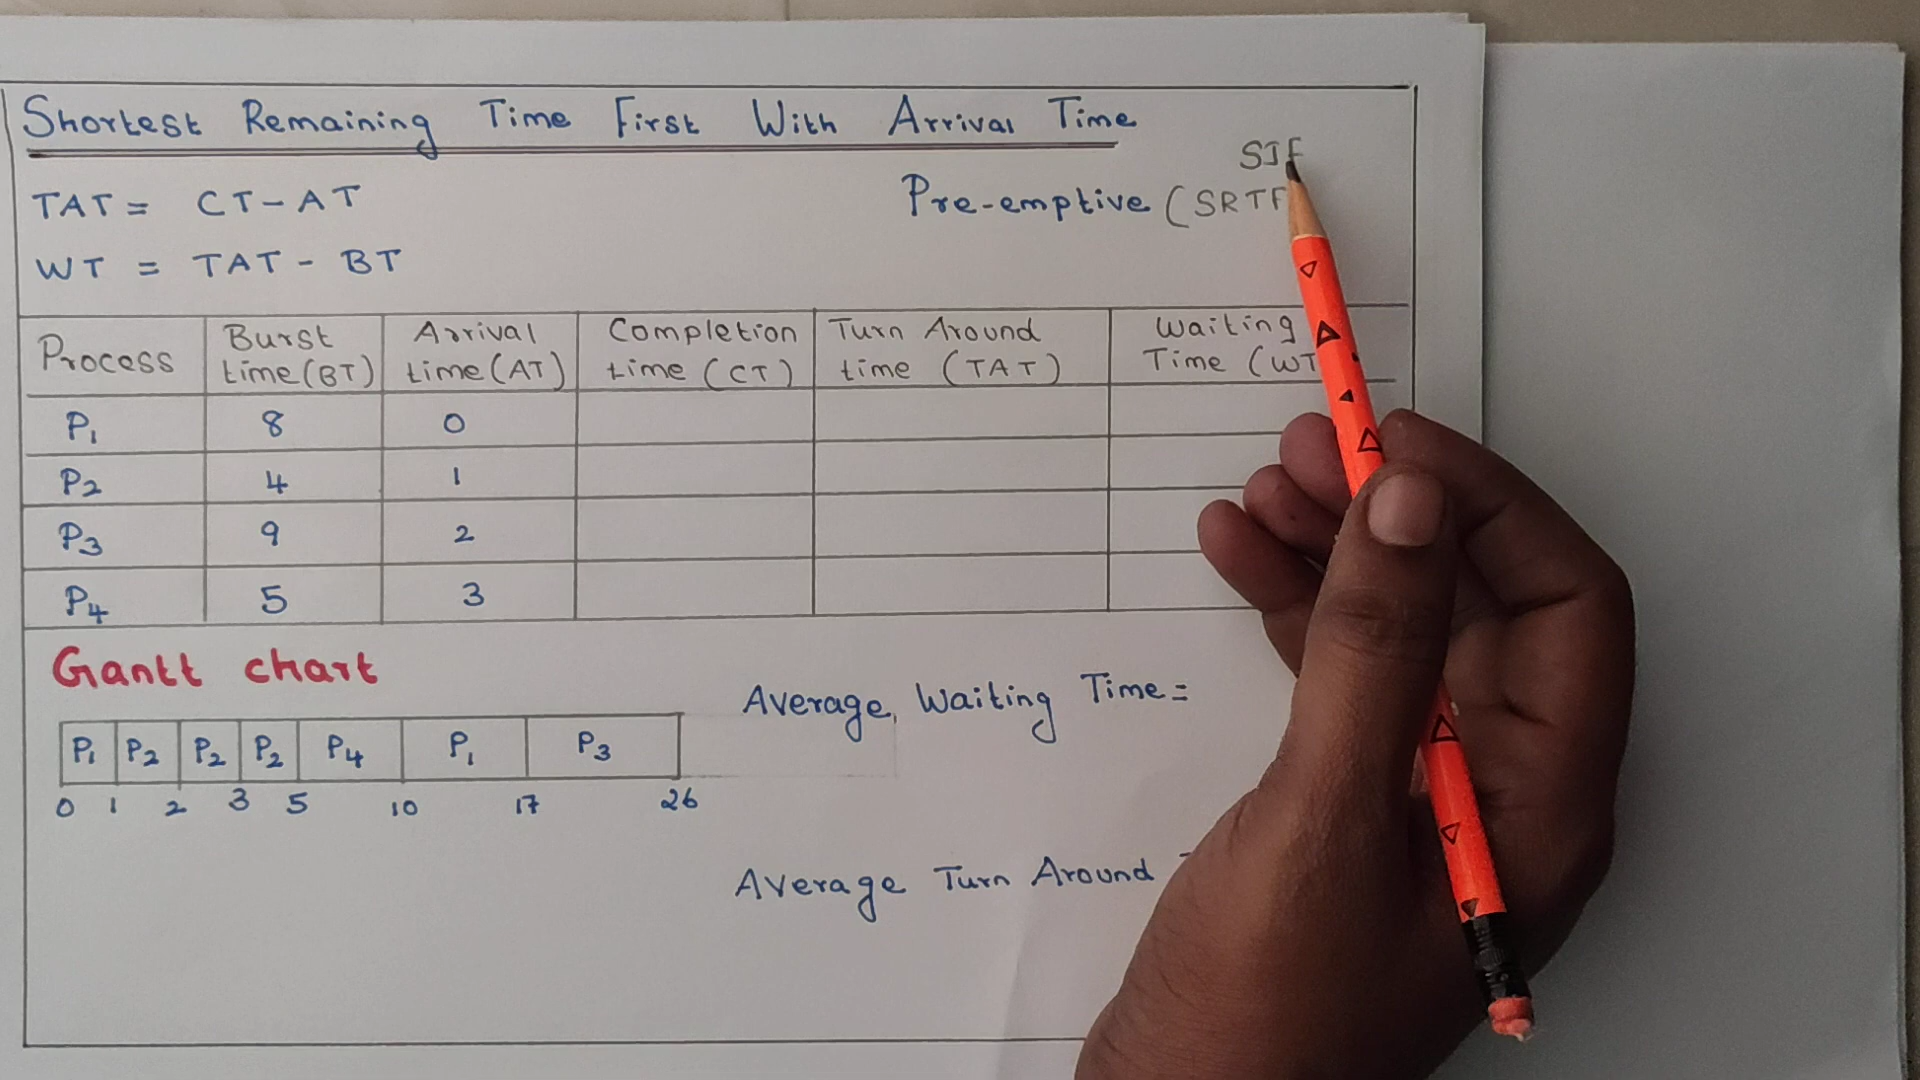 Shortest Remaining Time First With Arrival Time
SJF
TAT = CT - AT
Pre-emptive (SRTF
WT = TAT - BT
Process Burst time (BT) Arrival time (AT) Completion time (CT) Turn Around time (TAT) Waiting Time (WT
P1 8 0
P2 4 1
P3 9 2
P4 5 3
Gantt chart
Average Waiting Time =
P1 P2 P2 P2 P4 P1 P3
0 1 2 3 5 10 17 26
Average Turn Around